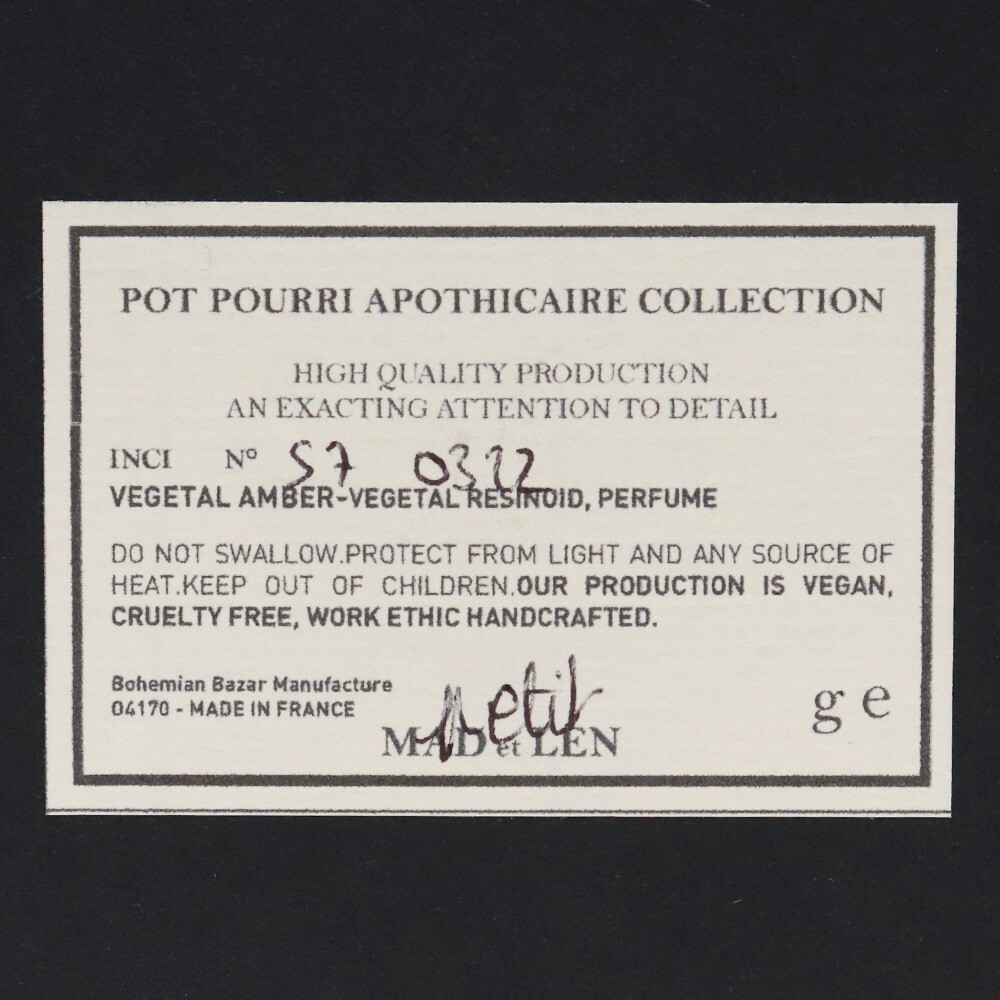 POT POURRI APOTHICAIRE COLLECTION
HIGH QUALITY PRODUCTION
AN EXACTING ATTENTION TO DETAIL
INCI N° 57 0322
VEGETAL AMBER-VEGETAL RESINOID, PERFUME
DO NOT SWALLOW.PROTECT FROM LIGHT AND ANY SOURCE OF
HEAT.KEEP OUT OF CHILDREN.OUR PRODUCTION IS VEGAN,
CRUELTY FREE, WORK ETHIC HANDCRAFTED.
Bohemian Bazar Manufacture
04170 - MADE IN FRANCE
petit
MAD et LEN
g e